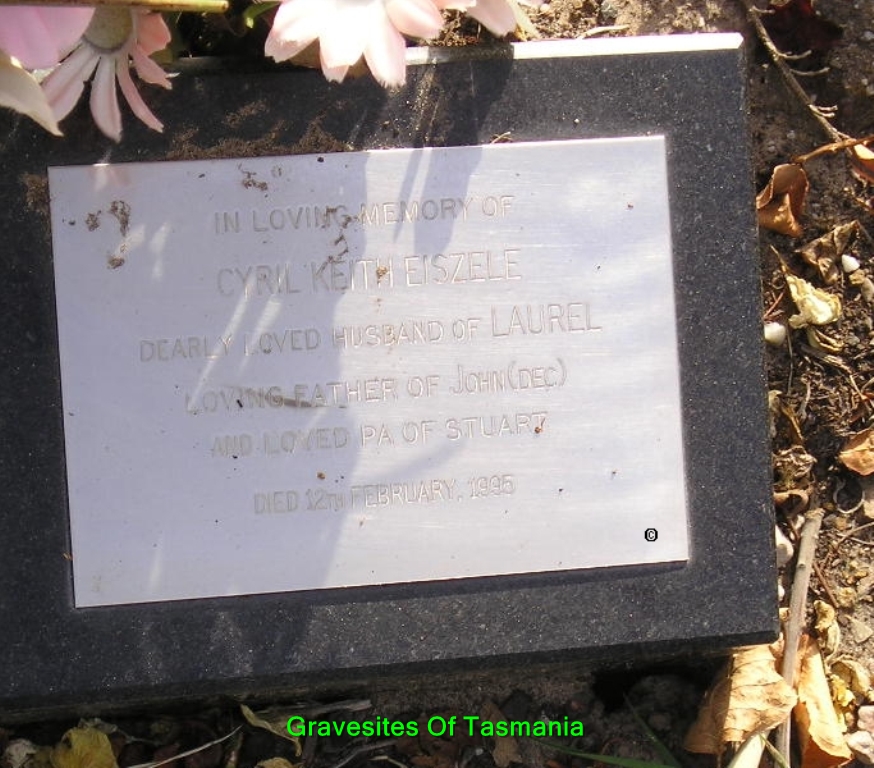 IN LOVING MEMORY OF
CYRIL KEITH EISZELE
DEARLY LOVED HUSBAND OF LAUREL
LOVING FATHER OF JOHN (DEC)
AND LOVED PA OF STUART
DIED 12TH FEBRUARY, 1995
©
Gravesites Of Tasmania